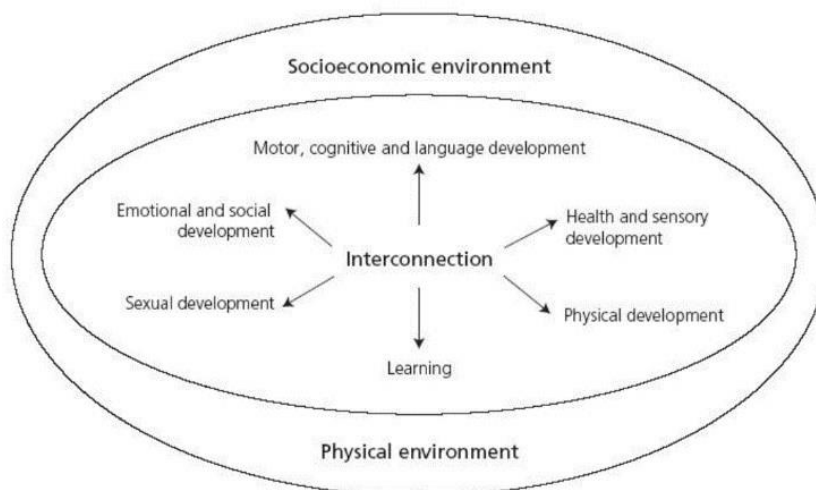 Socioeconomic environment
Motor, cognitive and language development
Emotional and social
development
Health and sensory
development
Interconnection
Sexual development
Physical development
Learning
Physical environment